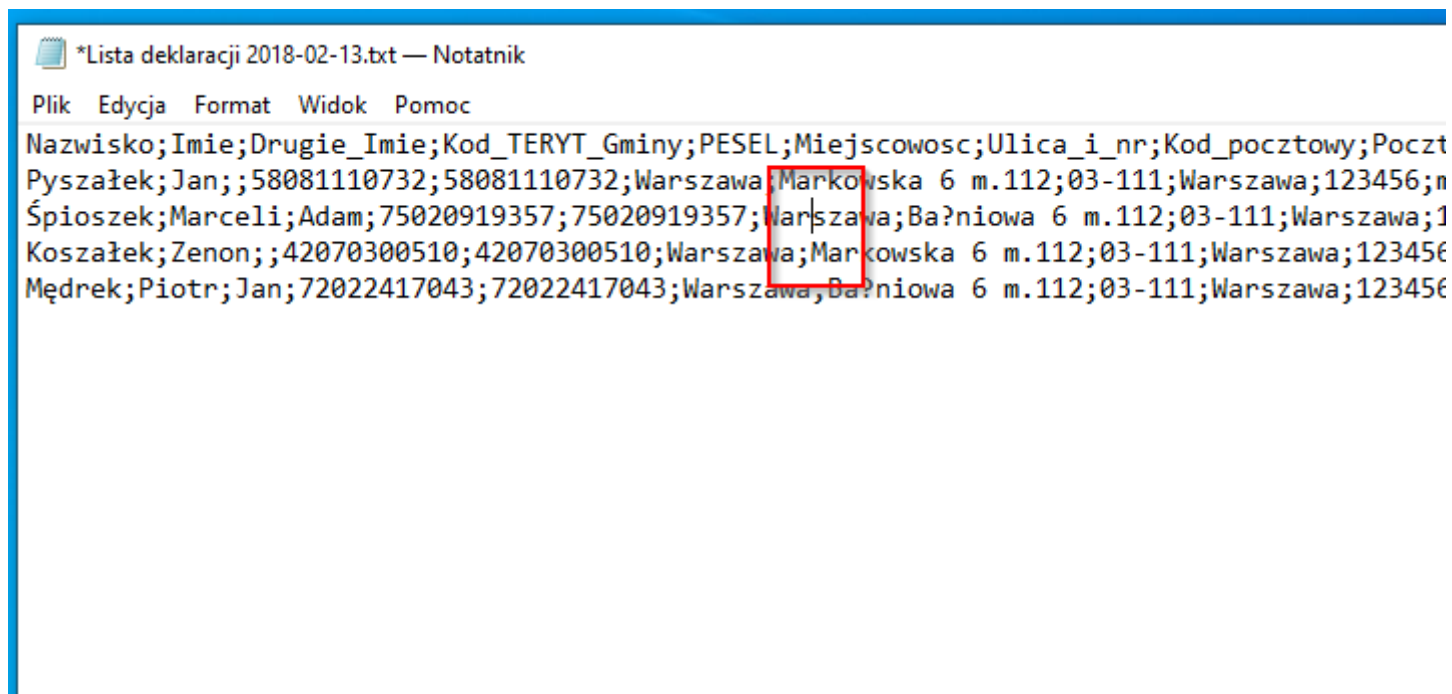 *Lista deklaracji 2018-02-13.txt — Notatnik
Plik Edycja Format Widok Pomoc
Nazwisko;Imie;Drugie_Imie;Kod_TERYT_Gminy;PESEL;Miejscowosc;Ulica_i_nr;Kod_pocztowy;Poczt
Pyszałek;Jan;;58081110732;58081110732;Warszawa;Markowska 6 m.112;03-111;Warszawa;123456;m
Śpioszek;Marceli;Adam;75020919357;75020919357;Warszawa;Ba?niowa 6 m.112;03-111;Warszawa;1
Koszałek;Zenon;;42070300510;42070300510;Warszawa;Markowska 6 m.112;03-111;Warszawa;123456
Mędrek;Piotr;Jan;72022417043;72022417043;Warszawa;Ba?niowa 6 m.112;03-111;Warszawa;123456